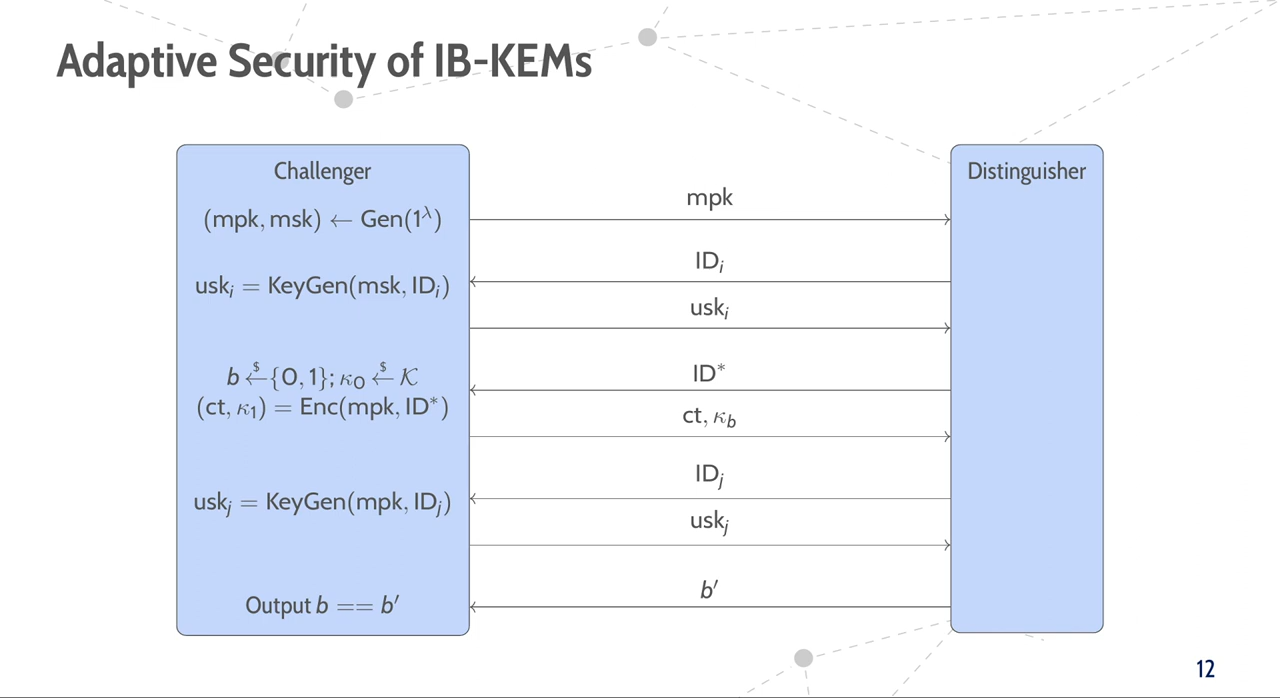 Adaptive Security of IB-KEMs
Challenger
Distinguisher
(mpk, msk) ← Gen(1^λ)
mpk
ID_i
usk_i = KeyGen(msk, ID_i)
usk_i
b ←$ {0, 1}; κ_0 ←$ 𝒦
ID*
(ct, κ_1) = Enc(mpk, ID*)
ct, κ_b
ID_j
usk_j = KeyGen(mpk, ID_j)
usk_j
b′
Output b == b′
12